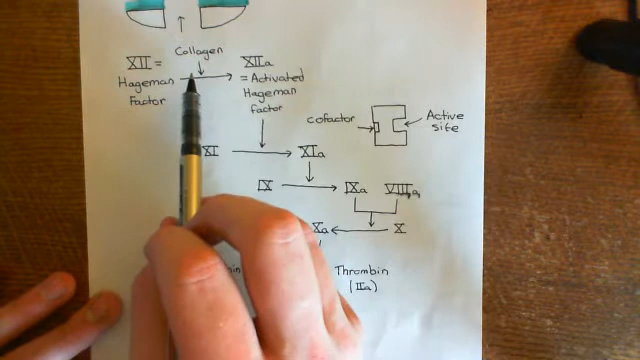 Collagen
XII =
Hageman
Factor
XIIa
= Activated
Hageman
factor
cofactor
Active
site
XI
XIa
IX
IXa
VIIIa
Xa
X
Thrombin
(IIa)